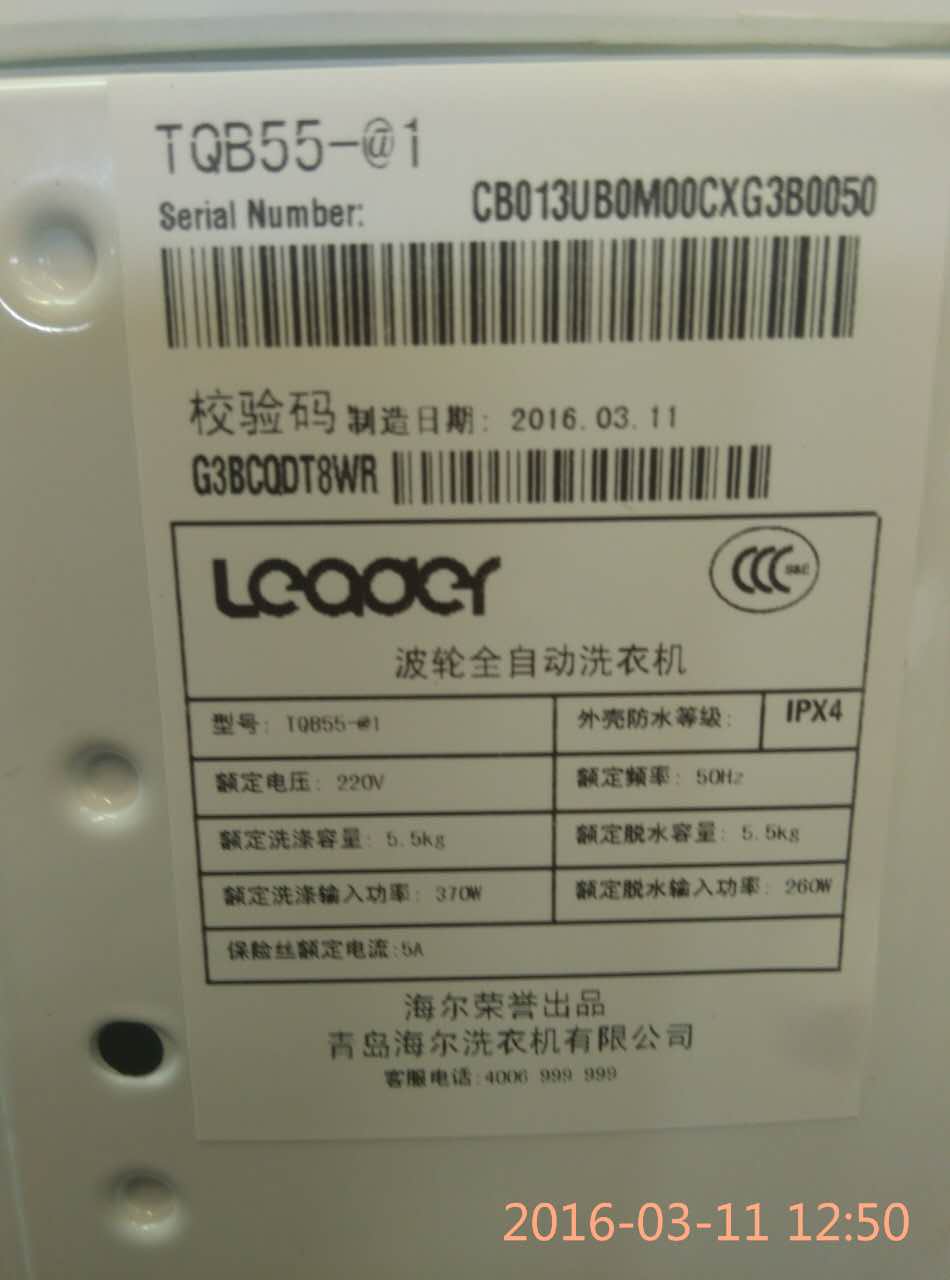 TQB55-@1
Serial Number: CB013UB0M00CXG3B0050
校验码 制造日期: 2016.03.11
G3BCQDT8WR
Leader
CCC S&E
波轮全自动洗衣机
型号: TQB55-@1 外壳防水等级: IPX4
额定电压: 220V 额定频率: 50Hz
额定洗涤容量: 5.5kg 额定脱水容量: 5.5kg
额定洗涤输入功率: 370W 额定脱水输入功率: 260W
保险丝额定电流:5A
海尔荣誉出品
青岛海尔洗衣机有限公司
客服电话:4006 999 999
2016-03-11 12:50